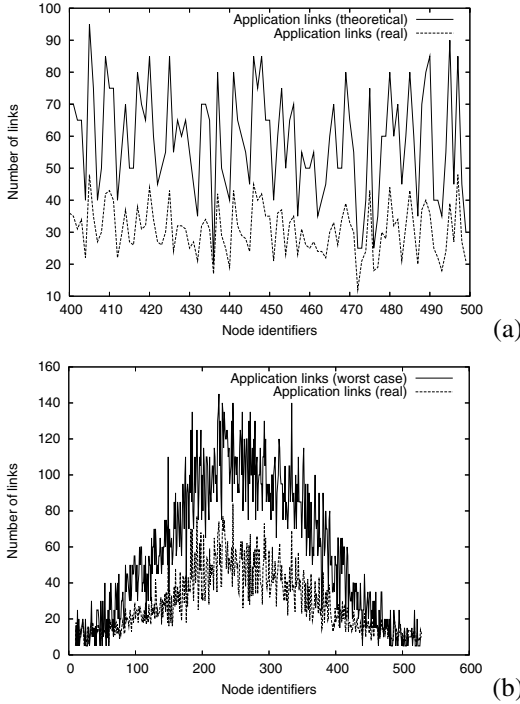 Application links (theoretical)
Application links (real)
Number of links
100
90
80
70
60
50
40
30
20
10
400 410 420 430 440 450 460 470 480 490 500
Node identifiers
(a)
Application links (worst case)
Application links (real)
Number of links
160
140
120
100
80
60
40
20
0
0 100 200 300 400 500 600
Node identifiers
(b)